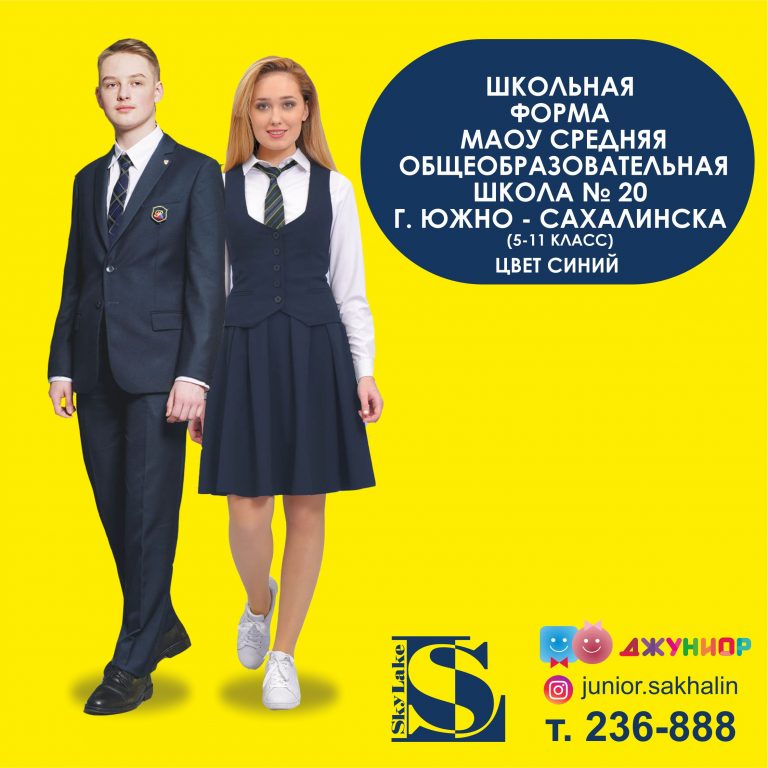 ШКОЛЬНАЯ
ФОРМА
МАОУ СРЕДНЯЯ
ОБЩЕОБРАЗОВАТЕЛЬНАЯ
ШКОЛА № 20
Г. ЮЖНО - САХАЛИНСКА
(5-11 КЛАСС)
ЦВЕТ СИНИЙ
SkyLake
SL
ДЖУНИОР
junior.sakhalin
т. 236-888